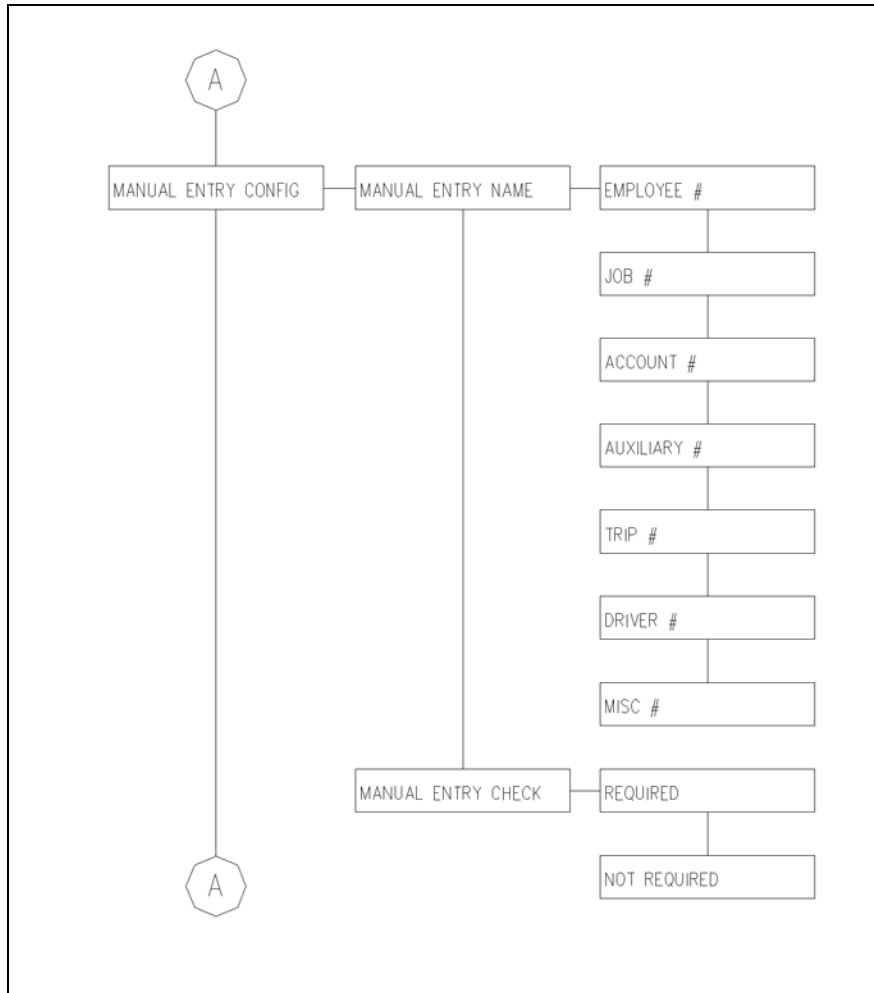 A
MANUAL ENTRY CONFIG
MANUAL ENTRY NAME
EMPLOYEE #
JOB #
ACCOUNT #
AUXILIARY #
TRIP #
DRIVER #
MISC #
MANUAL ENTRY CHECK
REQUIRED
NOT REQUIRED
A